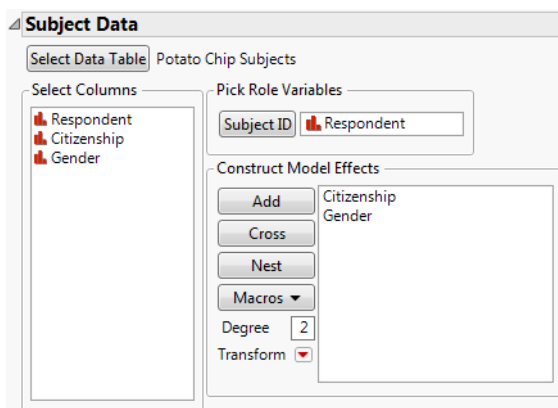 Subject Data
Select Data Table Potato Chip Subjects
Select Columns
Respondent
Citizenship
Gender
Pick Role Variables
Subject ID Respondent
Construct Model Effects
Add
Cross
Nest
Macros
Degree 2
Transform
Citizenship
Gender